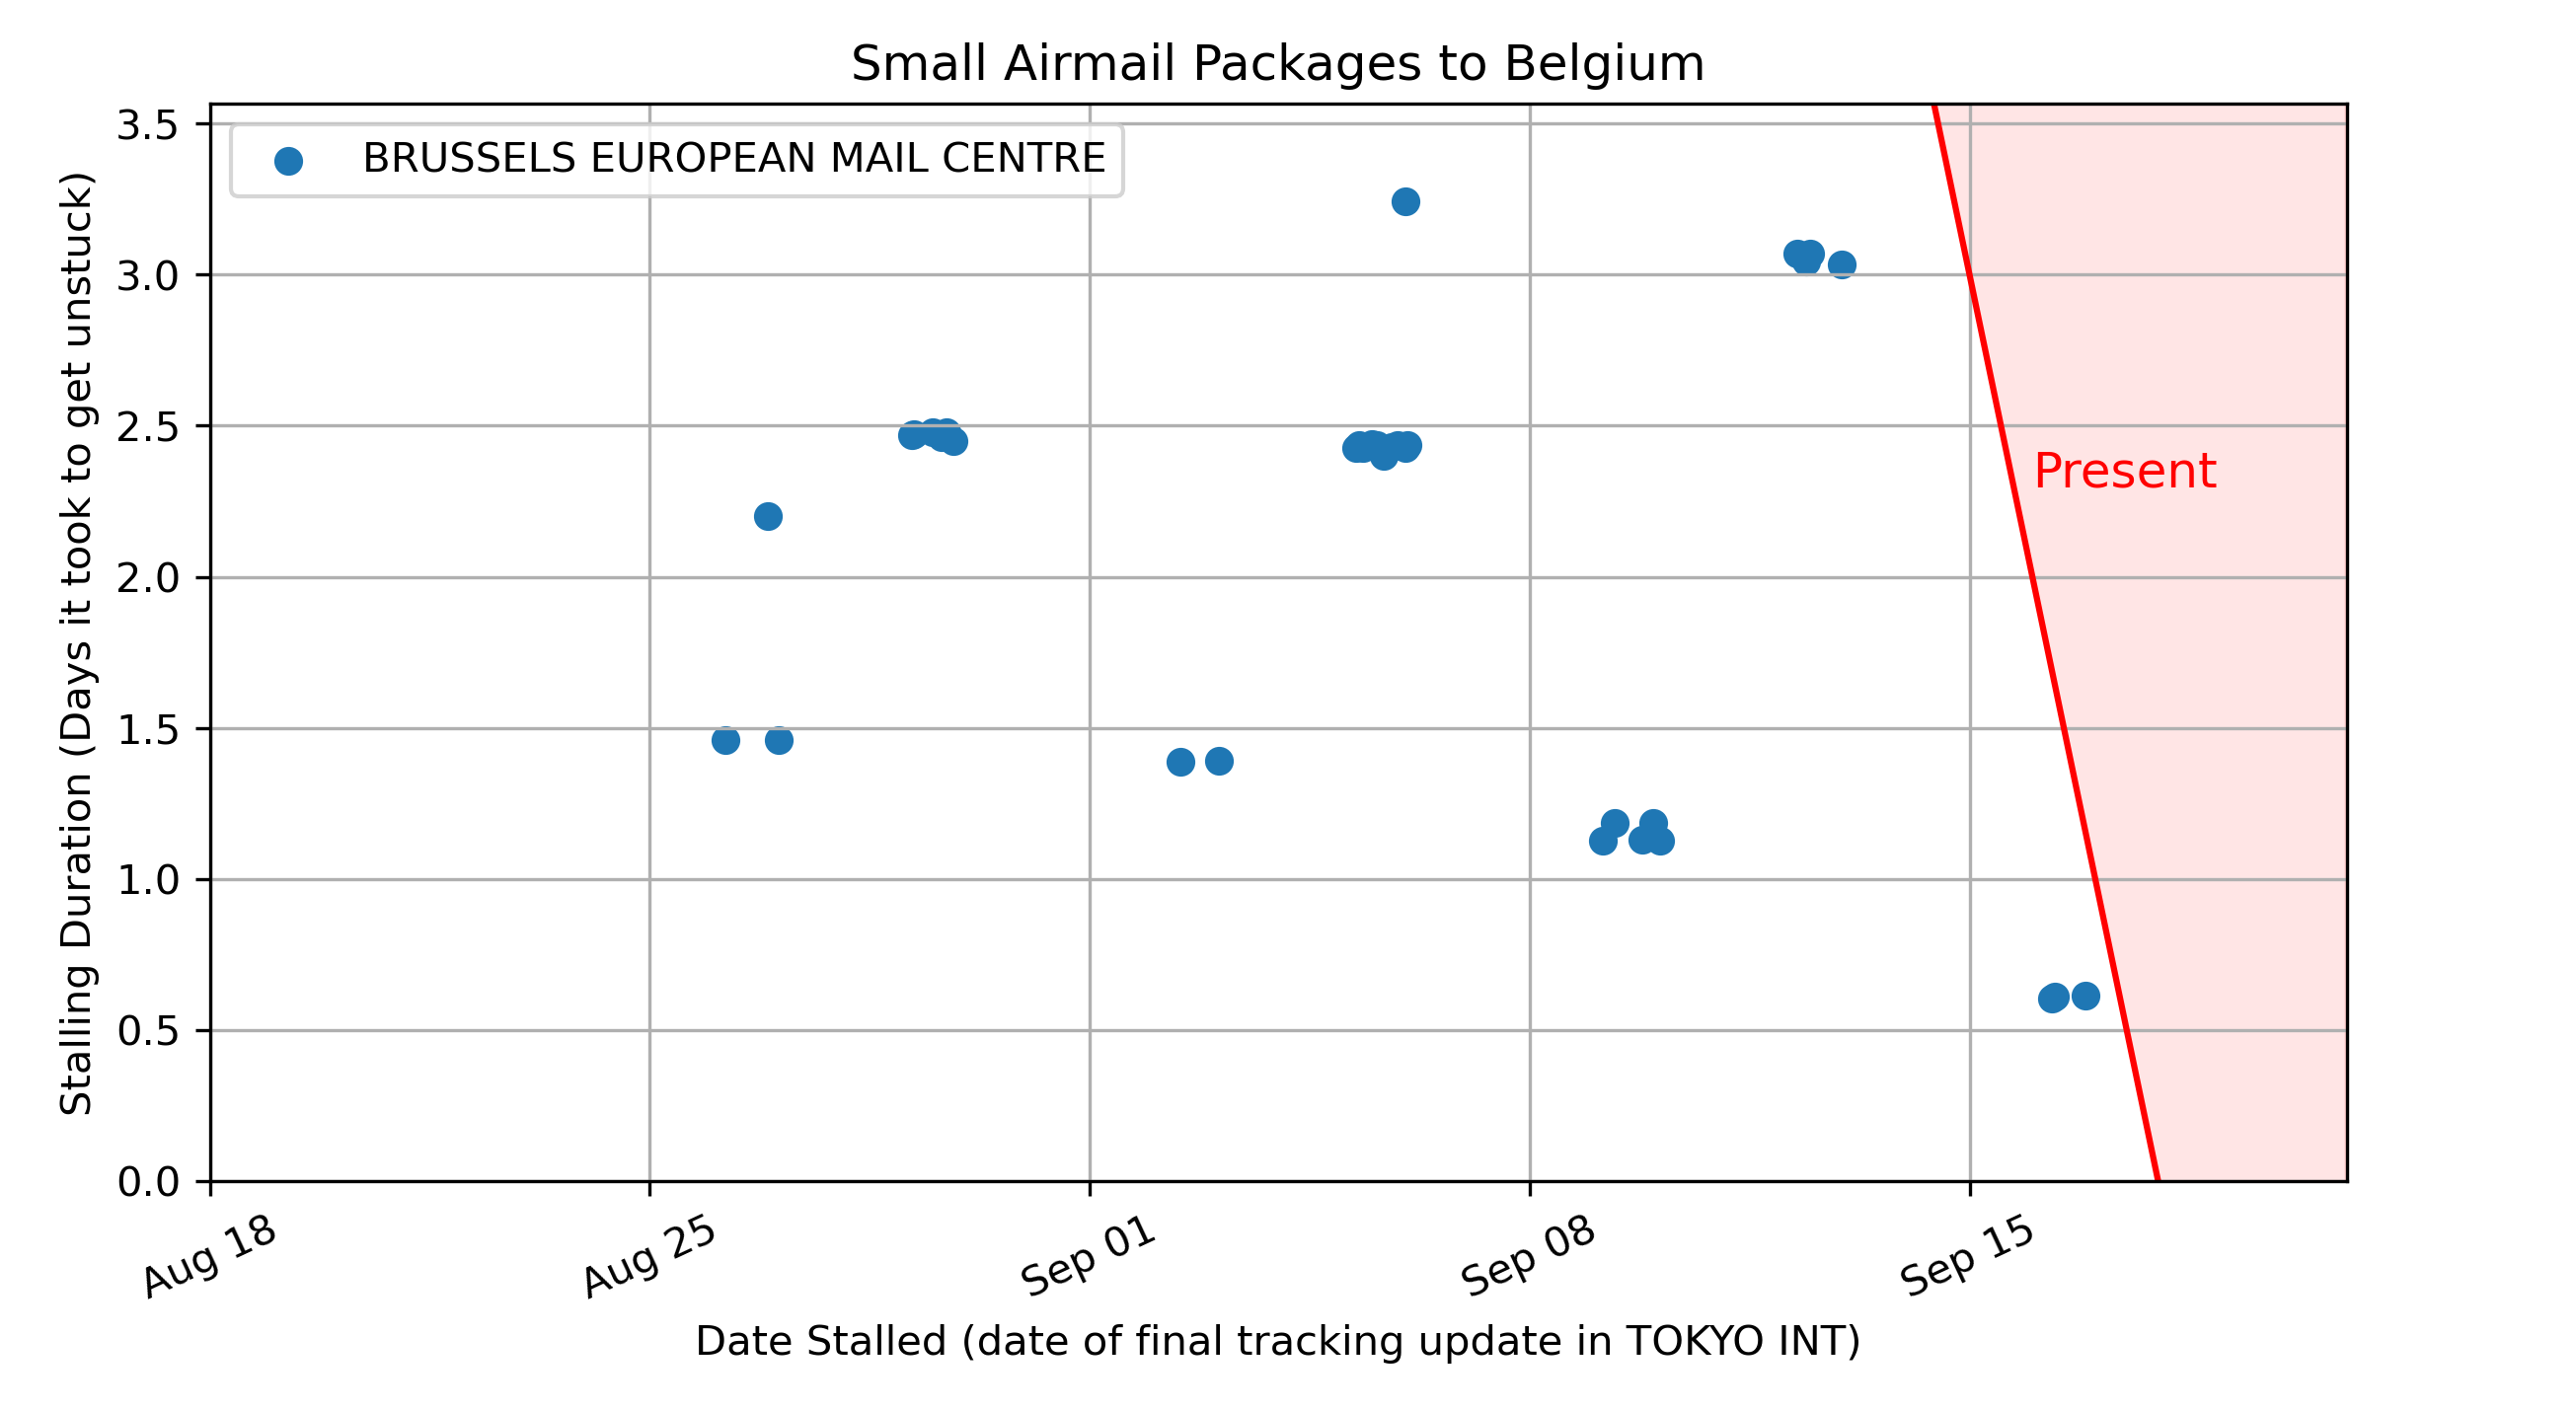 Small Airmail Packages to Belgium
BRUSSELS EUROPEAN MAIL CENTRE
3.5
3.0
2.5
2.0
1.5
1.0
0.5
0.0
Stalling Duration (Days it took to get unstuck)
Present
Aug 18
Aug 25
Sep 01
Sep 08
Sep 15
Date Stalled (date of final tracking update in TOKYO INT)